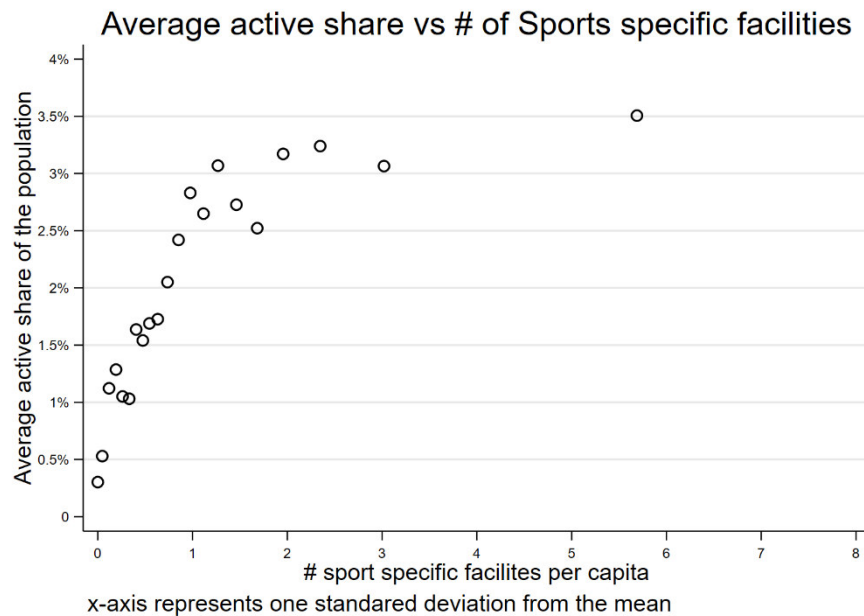 Average active share vs # of Sports specific facilities
Average active share of the population
4%
3.5%
3%
2.5%
2%
1.5%
1%
0.5%
0
0 1 2 3 4 5 6 7 8
# sport specific facilites per capita
x-axis represents one standared deviation from the mean